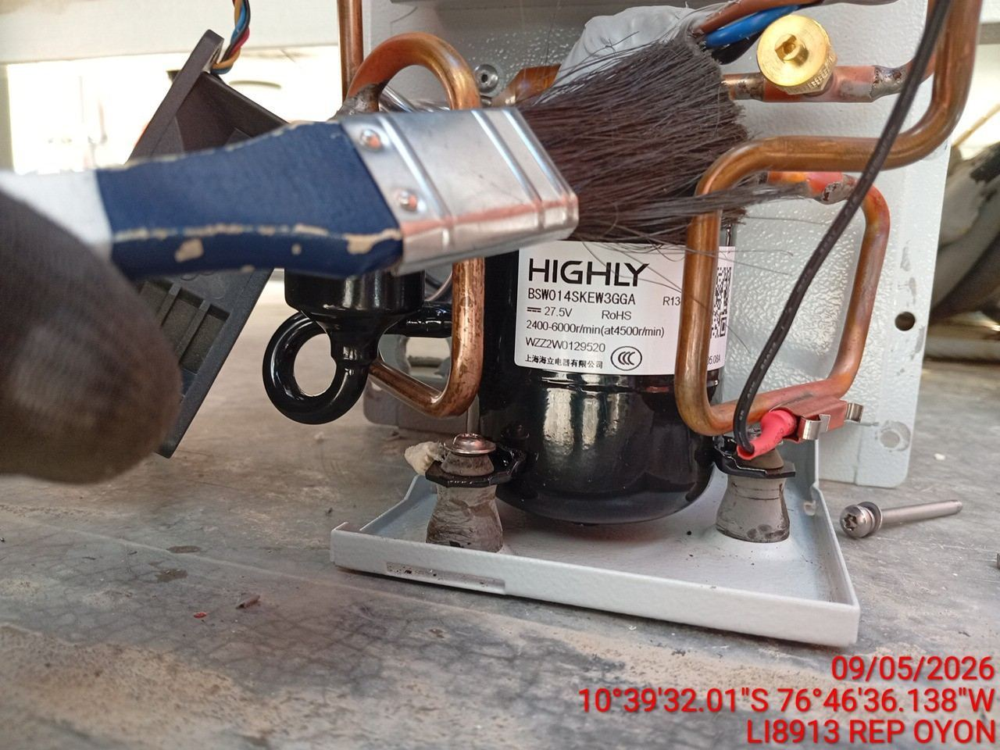 HIGHLY
BSW014SKEW3GGA
R13
27.5V RoHS
2400-6000r/min(at4500r/min)
WZZ2W0129520
上海海立电器有限公司
09/05/2026
10°39'32.01"S 76°46'36.138"W
LI8913 REP OYON